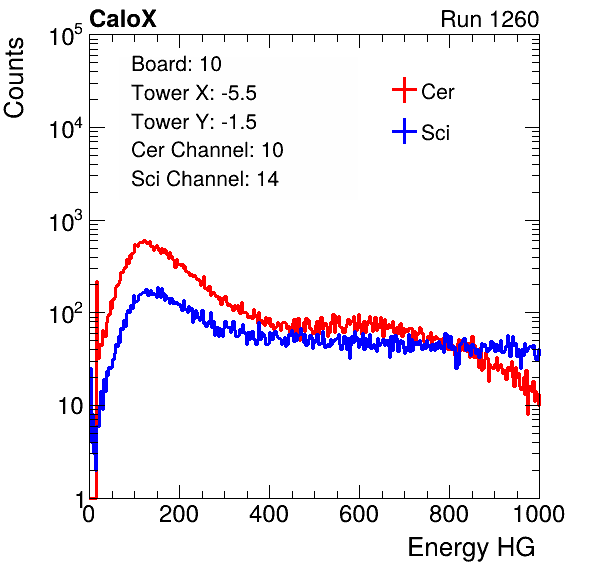 CaloX Run 1260
Counts
10^5
10^4
10^3
10^2
10
1
Board: 10
Tower X: -5.5
Tower Y: -1.5
Cer Channel: 10
Sci Channel: 14
Cer
Sci
0 200 400 600 800 1000
Energy HG